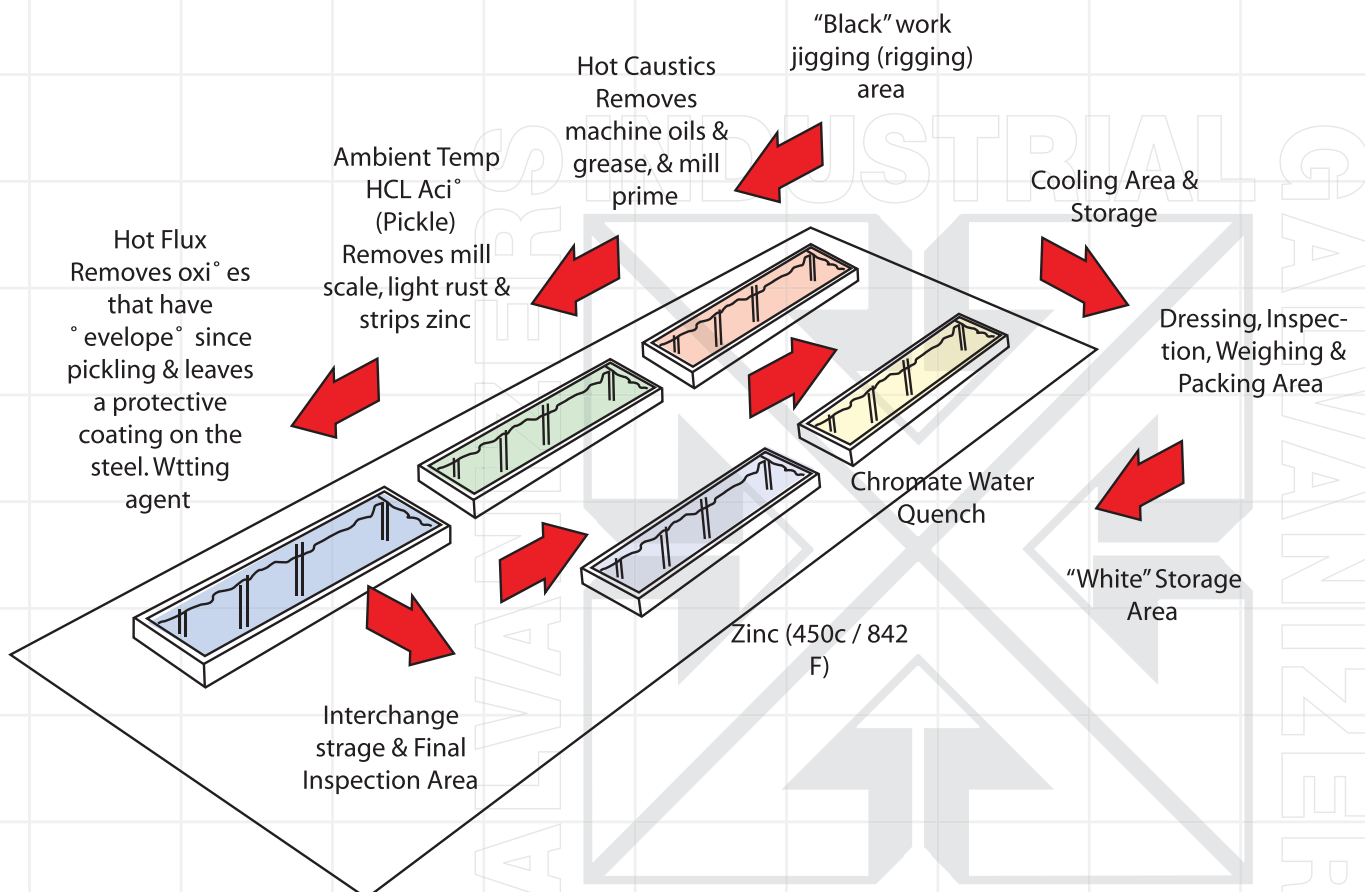 “Black” work
jigging (rigging)
area
Hot Caustics
Removes
machine oils &
grease, & mill
prime
Ambient Temp
HCL Aci˚
(Pickle)
Removes mill
scale, light rust &
strips zinc
Hot Flux
Removes oxi˚ es
that have
˚ evelope˚ since
pickling & leaves
a protective
coating on the
steel. Wtting
agent
Interchange
strage & Final
Inspection Area
Zinc (450c / 842
F)
Chromate Water
Quench
Cooling Area &
Storage
Dressing, Inspec-
tion, Weighing &
Packing Area
“White” Storage
Area
INDUSTRIAL GALVANIZERS